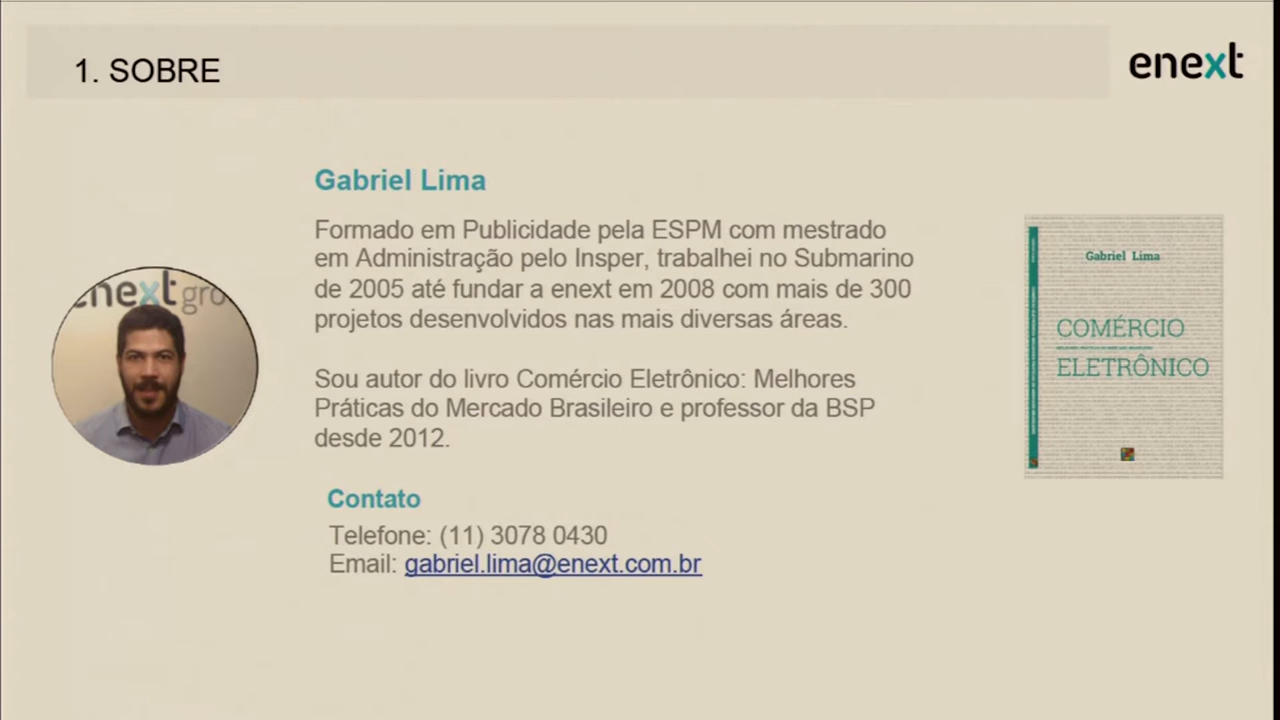 1. SOBRE
enext
Gabriel Lima
Formado em Publicidade pela ESPM com mestrado
em Administração pelo Insper, trabalhei no Submarino
de 2005 até fundar a enext em 2008 com mais de 300
projetos desenvolvidos nas mais diversas áreas.
Sou autor do livro Comércio Eletrônico: Melhores
Práticas do Mercado Brasileiro e professor da BSP
desde 2012.
Contato
Telefone: (11) 3078 0430
Email: gabriel.lima@enext.com.br
enext gro
Gabriel Lima
COMÉRCIO
ELETRÔNICO